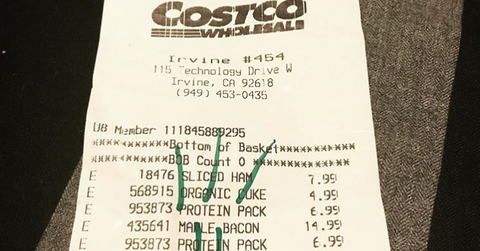 COSTCO
WHOLESALE
Irvine #454
115 Technology Drive W
Irvine, CA 92618
(949) 453-0435
UB Member 111845889295
**********Bottom of Basket**********
**********BOB Count 0 **********
E 18476 SLICED HAM 7.99
E 568915 ORGANIC CUKE 4.99
E 953873 PROTEIN PACK 6.99
E 435641 MAPLE BACON 14.99
E 953873 PROTEIN PACK 6.99